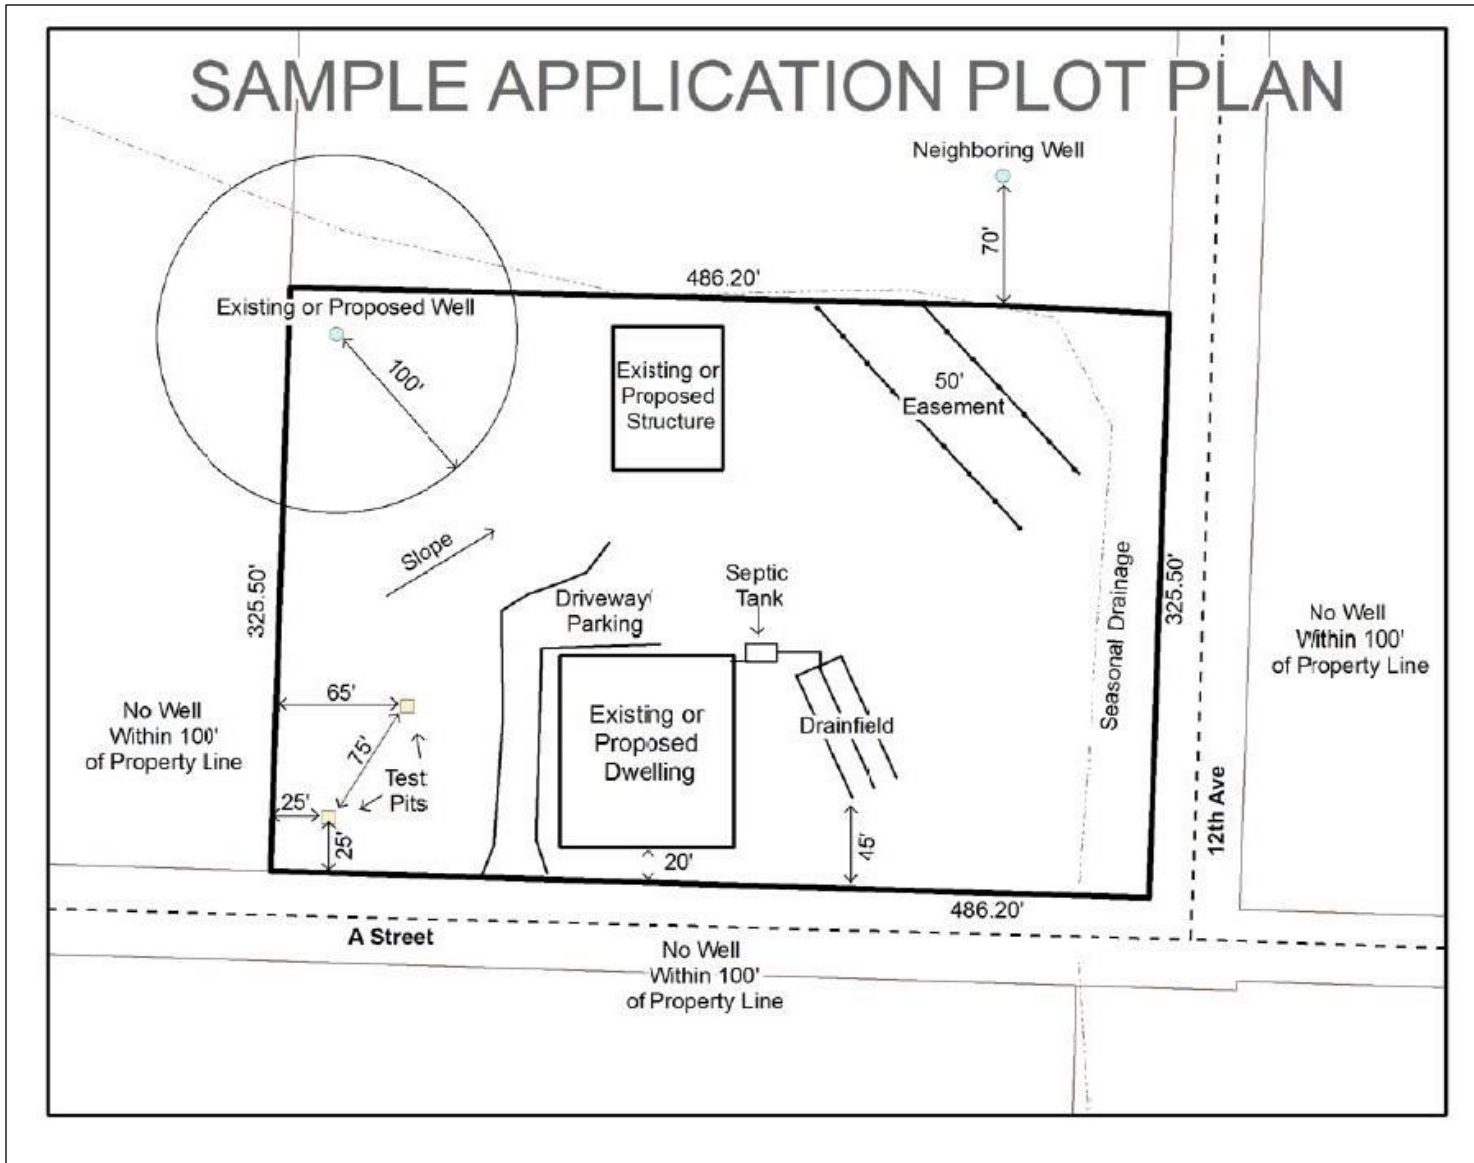 SAMPLE APPLICATION PLOT PLAN
Neighboring Well
70'
486.20'
Existing or Proposed Well
100'
Existing or
Proposed
Structure
50'
Easement
Slope
325.50'
Septic
Tank
Driveway/
Parking
Seasonal Drainage
325.50'
No Well
Within 100'
of Property Line
65'
No Well
Within 100'
of Property Line
75'
Test
Pits
25'
25'
Existing or
Proposed
Dwelling
Drainfield
20'
45'
12th Ave
486.20'
A Street
No Well
Within 100'
of Property Line